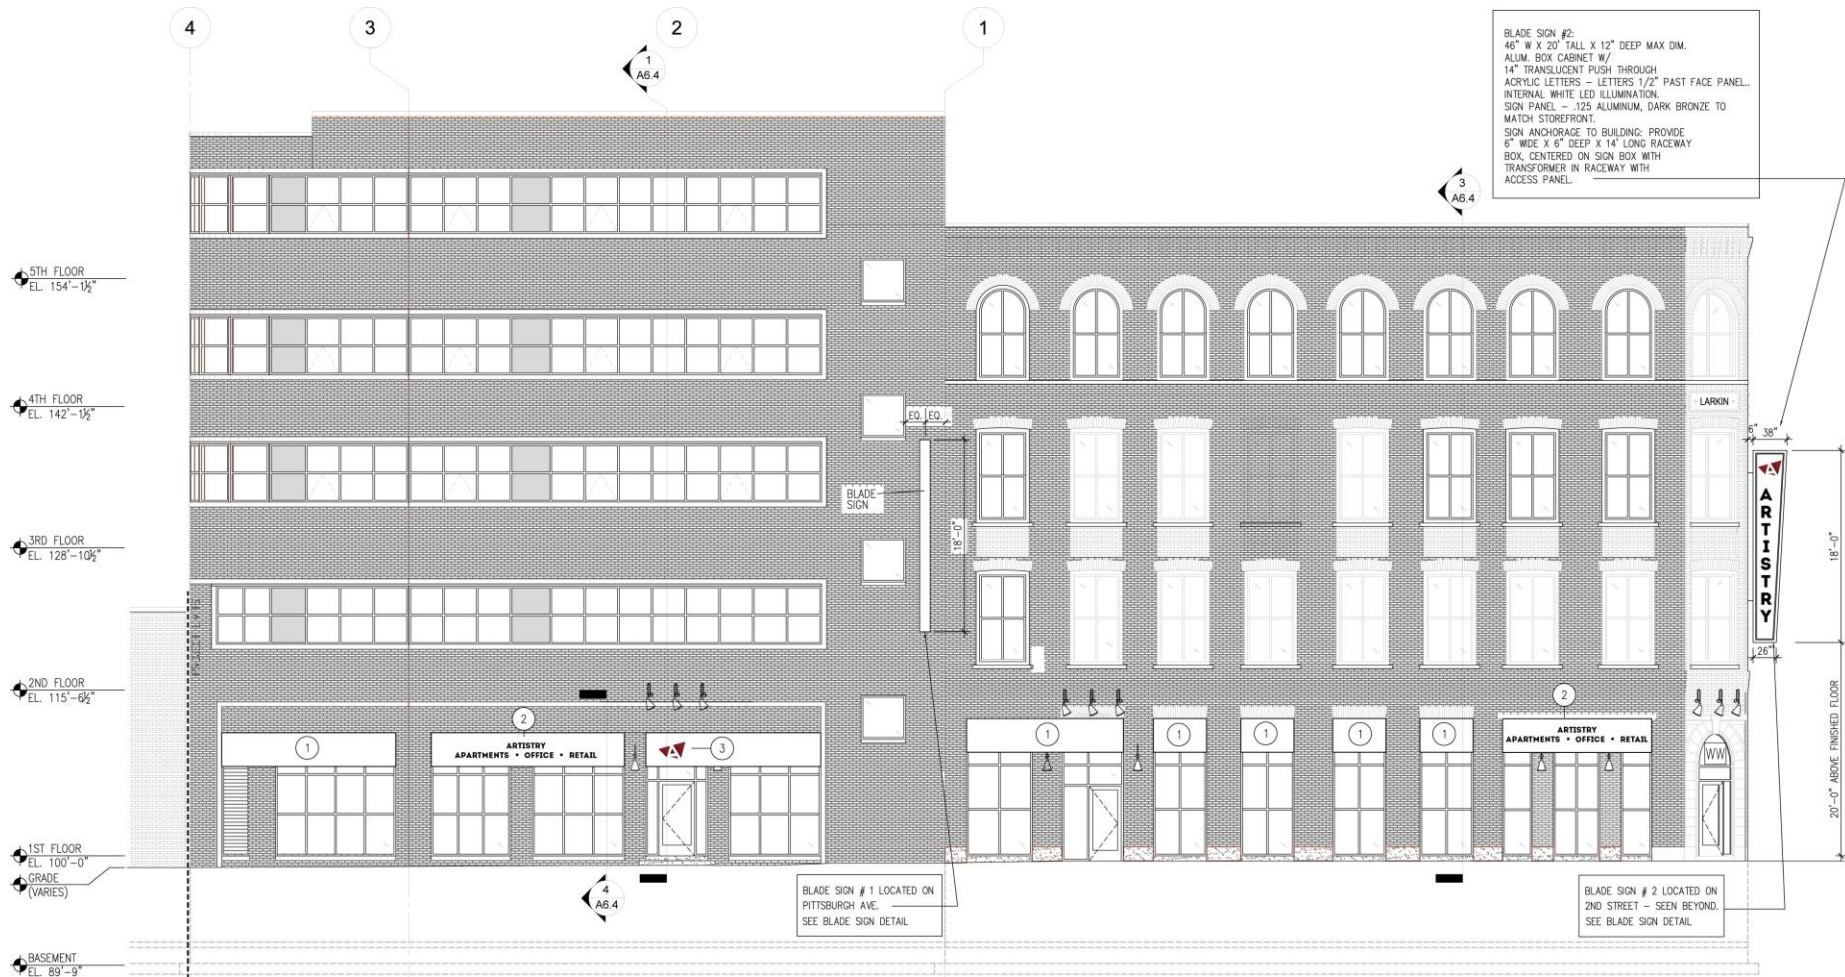 4
3
2
1
1
A6.4
BLADE SIGN #2:
46" W X 20' TALL X 12" DEEP MAX DIM.
ALUM. BOX CABINET W/
14" TRANSLUCENT PUSH THROUGH
ACRYLIC LETTERS – LETTERS 1/2" PAST FACE PANEL..
INTERNAL WHITE LED ILLUMINATION.
SIGN PANEL – .125 ALUMINUM, DARK BRONZE TO
MATCH STOREFRONT.
SIGN ANCHORAGE TO BUILDING: PROVIDE
6" WIDE X 6" DEEP X 14' LONG RACEWAY
BOX, CENTERED ON SIGN BOX WITH
TRANSFORMER IN RACEWAY WITH
ACCESS PANEL.
3
A6.4
5TH FLOOR
EL. 154'-1½"
4TH FLOOR
EL. 142'-1½"
EQ. EQ.
LARKIN
6" 38"
BLADE
SIGN
18'-0"
A
ARTISTRY
18'-0"
3RD FLOOR
EL. 128'-10½"
26"
2ND FLOOR
EL. 115'-6½"
1
2
ARTISTRY
APARTMENTS • OFFICE • RETAIL
A
3
1
1
1
1
1
2
ARTISTRY
APARTMENTS • OFFICE • RETAIL
WW
20'-0" ABOVE FINISHED FLOOR
1ST FLOOR
EL. 100'-0"
GRADE
(VARIES)
4
A6.4
BLADE SIGN # 1 LOCATED ON
PITTSBURGH AVE.
SEE BLADE SIGN DETAIL
BLADE SIGN # 2 LOCATED ON
2ND STREET – SEEN BEYOND.
SEE BLADE SIGN DETAIL
BASEMENT
EL. 89'-9"